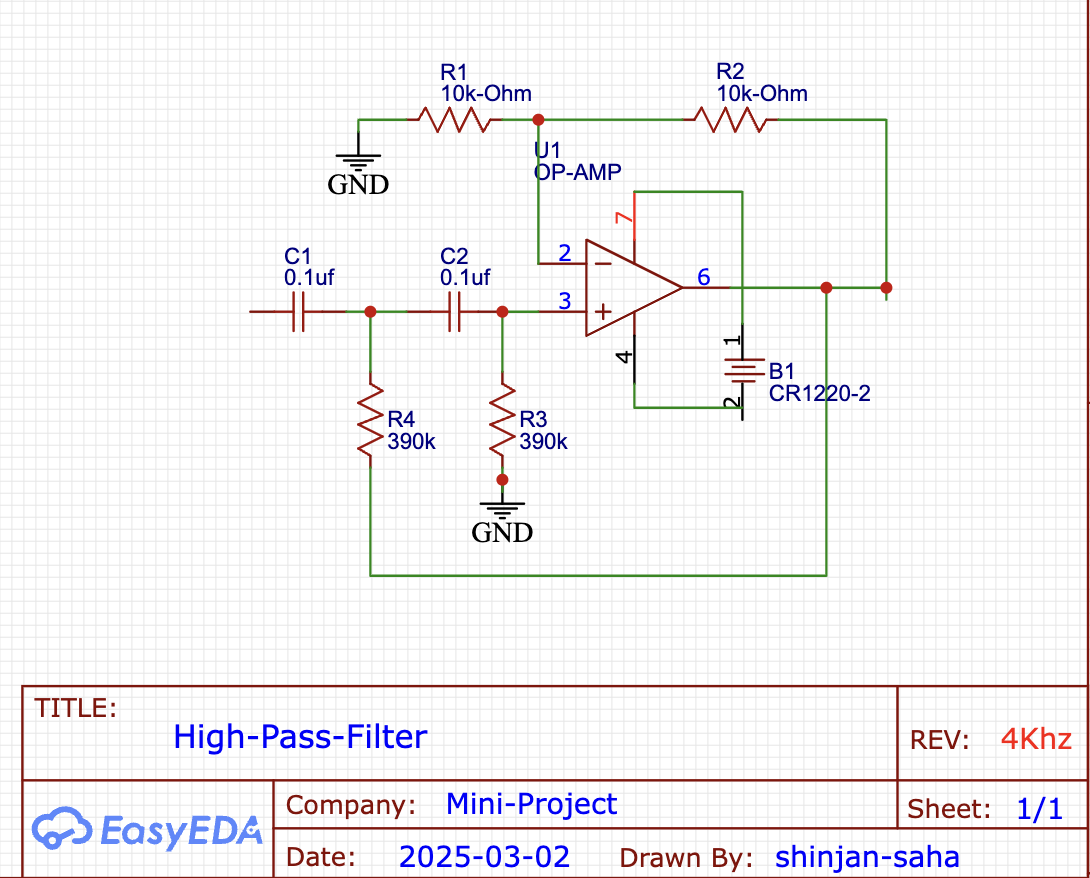 R1
10k-Ohm
R2
10k-Ohm
U1
OP-AMP
GND
7
C1
0.1uf
C2
0.1uf
2
6
3
4
1
B1
CR1220-2
2
R4
390k
R3
390k
GND
TITLE:
High-Pass-Filter
REV: 4Khz
EasyEDA
Company: Mini-Project
Sheet: 1/1
Date: 2025-03-02 Drawn By: shinjan-saha